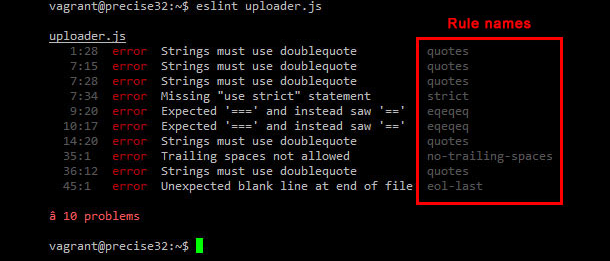 vagrant@precise32:~$ eslint uploader.js
Rule names
uploader.js
1:28 error Strings must use doublequote quotes
7:15 error Strings must use doublequote quotes
7:28 error Strings must use doublequote quotes
7:34 error Missing "use strict" statement strict
9:20 error Expected '===' and instead saw '==' eqeqeq
10:17 error Expected '===' and instead saw '==' eqeqeq
14:20 error Strings must use doublequote quotes
35:1 error Trailing spaces not allowed no-trailing-spaces
36:12 error Strings must use doublequote quotes
45:1 error Unexpected blank line at end of file eol-last
â 10 problems
vagrant@precise32:~$